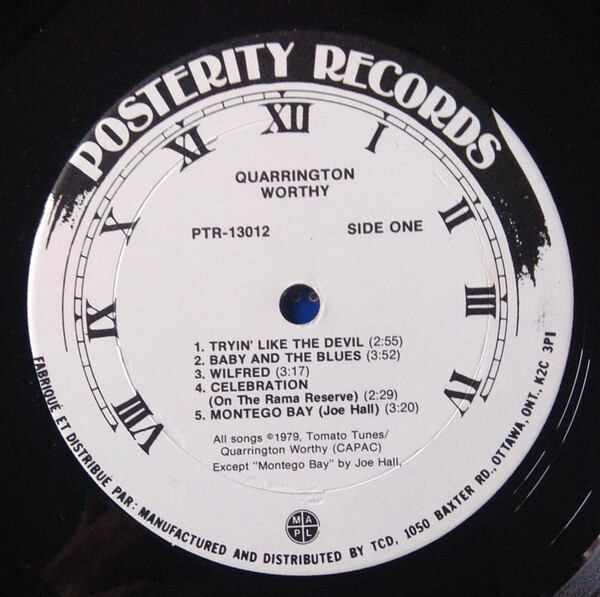 POSTERITY RECORDS
XII
I
II
III
IV
VIII
IX
X
XI
QUARRINGTON
WORTHY
PTR-13012 SIDE ONE
1. TRYIN' LIKE THE DEVIL (2:55)
2. BABY AND THE BLUES (3:52)
3. WILFRED (3:17)
4. CELEBRATION
(On The Rama Reserve) (2:29)
5. MONTEGO BAY (Joe Hall) (3:20)
All songs ©1979, Tomato Tunes/
Quarrington Worthy (CAPAC)
Except "Montego Bay" by Joe Hall.
M A
P L
FABRIQUE ET DISTRIBUE PAR: MANUFACTURED AND DISTRIBUTED BY TCD, 1050 BAXTER RD., OTTAWA, ONT. K2C 3P1